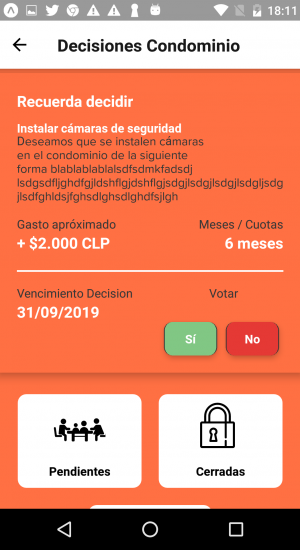 18:11
Decisiones Condominio
Recuerda decidir
Instalar cámaras de seguridad
Deseamos que se instalen cámaras
en el condominio de la siguiente
forma blablablablalsdfsdmkfadsdj
lsdgsdfljghdfgjldshflgjdshflgjsdgjlsdgjlsdgjlsdgljsdg
jlsdfghldsjfghsdlghsdlghdfsjlgh
Gasto apróximado
Meses / Cuotas
+ $2.000 CLP
6 meses
Vencimiento Decision
Votar
31/09/2019
Sí
No
Pendientes
Cerradas